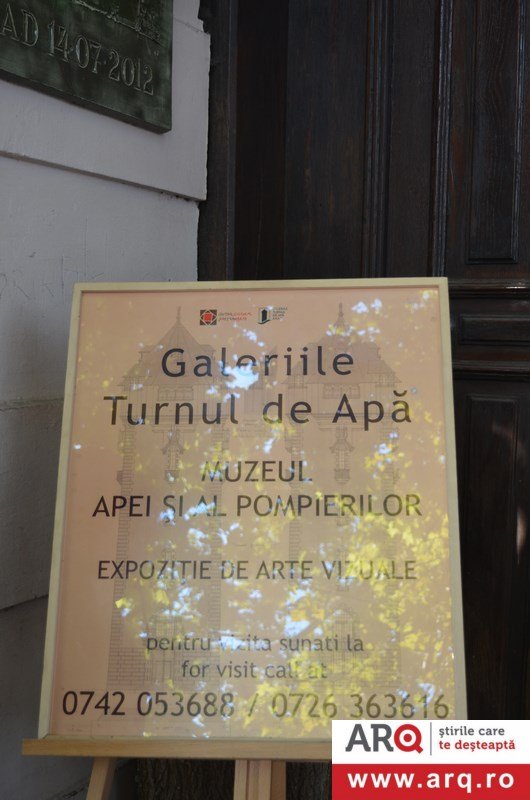 AD 14·07·2012
Galeriile
Turnul de Apă
MUZEUL
APEI ȘI AL POMPIERILOR
EXPOZITIE DE ARTE VIZUALE
pentru vizita sunati la
for visit call at
0742 053688 / 0726 363616
ARQ
știrile care
te deșteaptă
www.arq.ro